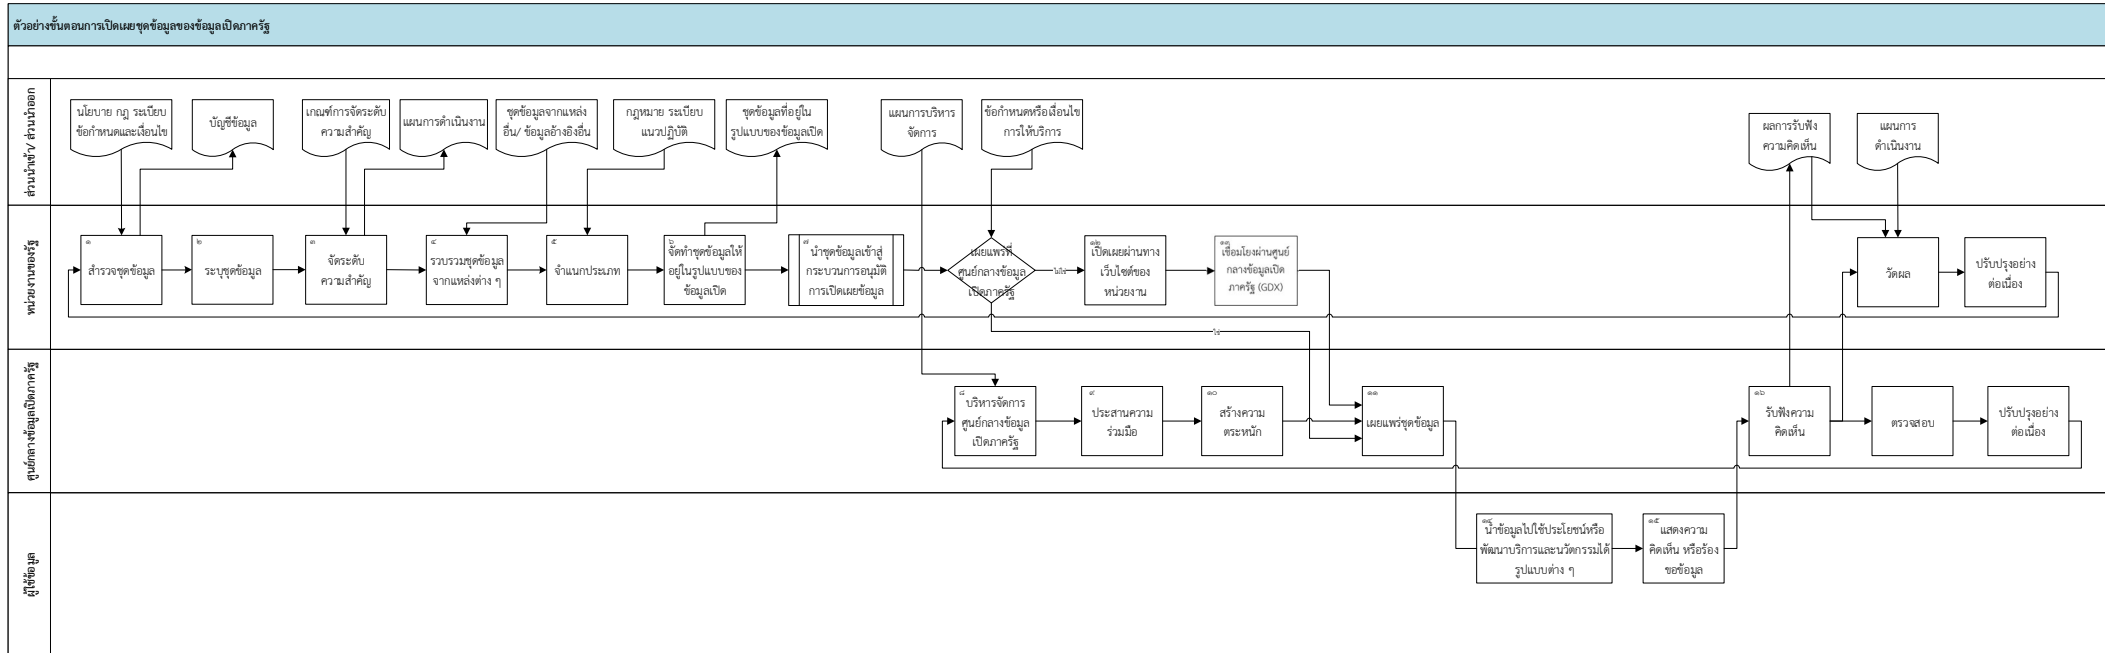 ตัวอย่างขั้นตอนการเปิดเผยชุดข้อมูลของข้อมูลเปิดภาครัฐ
ส่วนนำเข้า/ ส่วนนำออก
นโยบาย กฎ ระเบียบ
ข้อกำหนดและเงื่อนไข
บัญชีข้อมูล
เกณฑ์การจัดระดับ
ความสำคัญ
แผนการดำเนินงาน
ชุดข้อมูลจากแหล่ง
อื่น/ ข้อมูลอ้างอิงอื่น
กฎหมาย ระเบียบ
แนวปฏิบัติ
ชุดข้อมูลที่อยู่ใน
รูปแบบของข้อมูลเปิด
แผนการบริหาร
จัดการ
ข้อกำหนดหรือเงื่อนไข
การให้บริการ
ผลการรับฟัง
ความคิดเห็น
แผนการ
ดำเนินงาน
หน่วยงานของรัฐ
๑
สำรวจชุดข้อมูล
๒
ระบุชุดข้อมูล
๓
จัดระดับ
ความสำคัญ
๔
รวบรวมชุดข้อมูล
จากแหล่งต่าง ๆ
๕
จำแนกประเภท
๖
จัดทำชุดข้อมูลให้
อยู่ในรูปแบบของ
ข้อมูลเปิด
๗
นำชุดข้อมูลเข้าสู่
กระบวนการอนุมัติ
การเปิดเผยข้อมูล
เผยแพร่ที่
ศูนย์กลางข้อมูล
เปิดภาครัฐ
ไม่ใช่
ใช่
๑๒
เปิดเผยผ่านทาง
เว็บไซต์ของ
หน่วยงาน
๑๓
เชื่อมโยงผ่านศูนย์
กลางข้อมูลเปิด
ภาครัฐ (GDX)
วัดผล
ปรับปรุงอย่าง
ต่อเนื่อง
ศูนย์กลางข้อมูลเปิดภาครัฐ
๘
บริหารจัดการ
ศูนย์กลางข้อมูล
เปิดภาครัฐ
๙
ประสานความ
ร่วมมือ
๑๐
สร้างความ
ตระหนัก
๑๑
เผยแพร่ชุดข้อมูล
๑๖
รับฟังความ
คิดเห็น
ตรวจสอบ
ปรับปรุงอย่าง
ต่อเนื่อง
ผู้ใช้ข้อมูล
๑๔
นำข้อมูลไปใช้ประโยชน์หรือ
พัฒนาบริการและนวัตกรรมได้
รูปแบบต่าง ๆ
๑๕
แสดงความ
คิดเห็น หรือร้อง
ขอข้อมูล